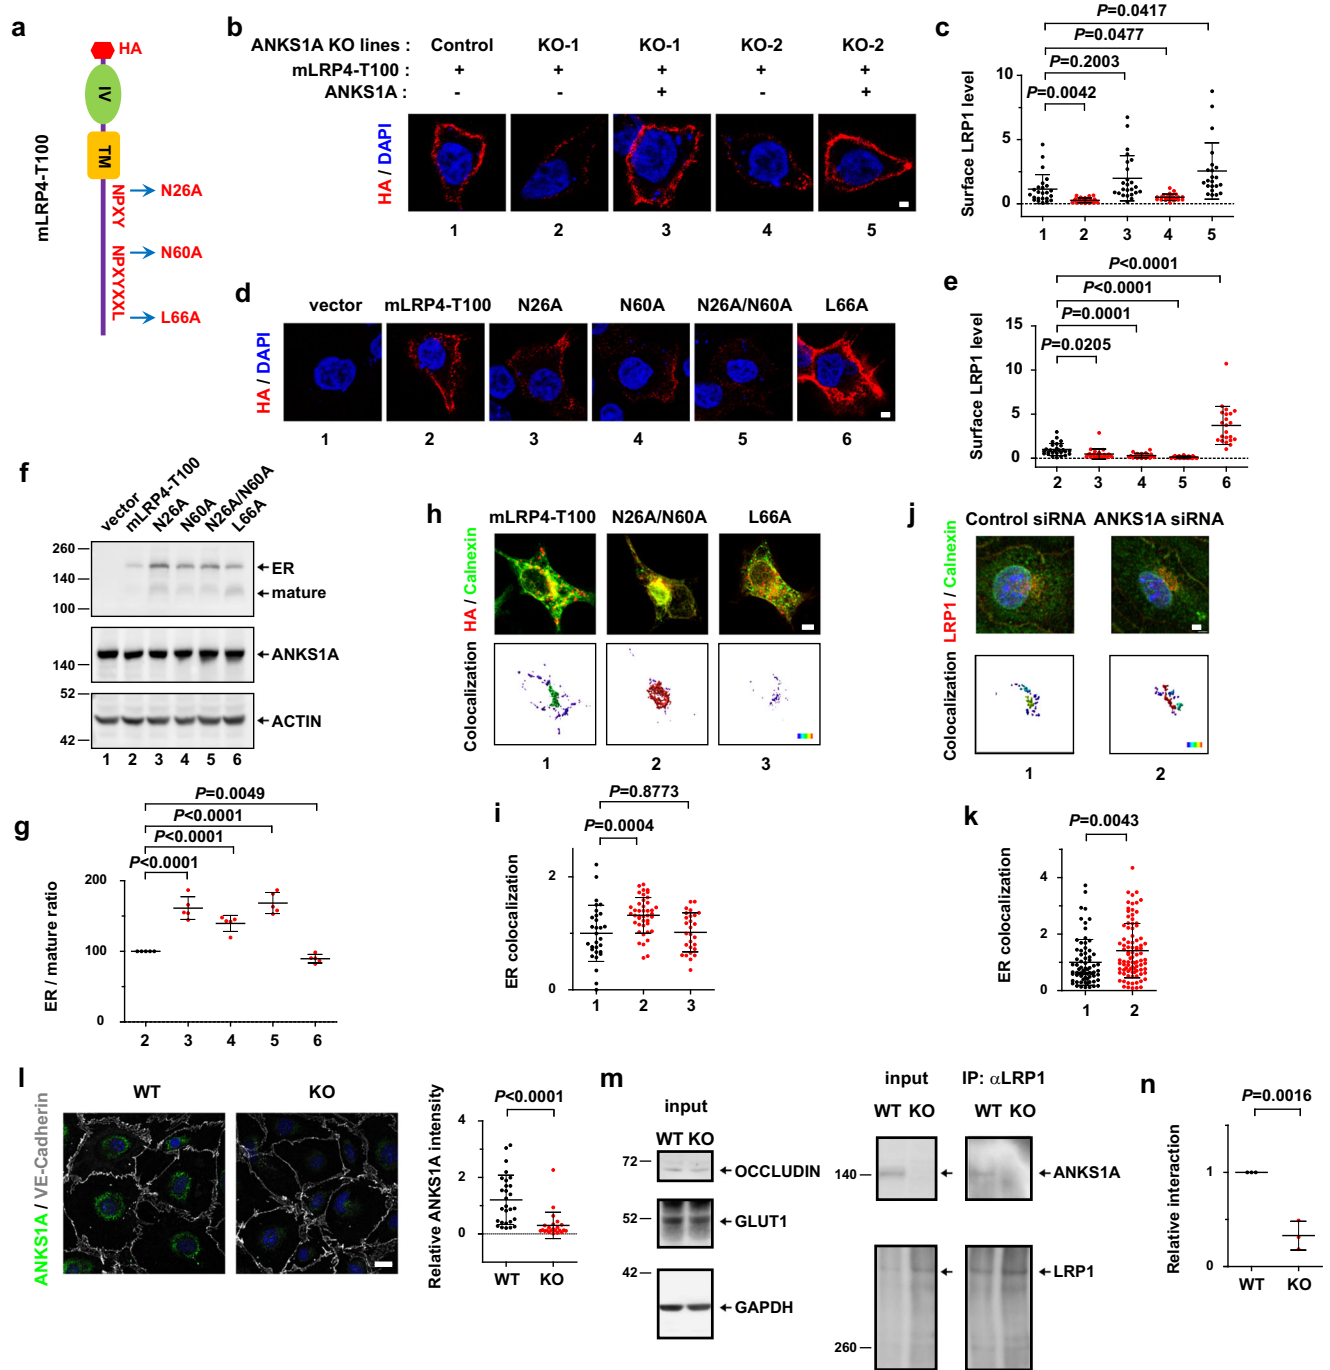 a
HA
IV
TM
mLRP4-T100
NPXY
N26A
NPXYXXL
N60A
L66A
b
ANKS1A KO lines : Control KO-1 KO-1 KO-2 KO-2
mLRP4-T100 : + + + + +
ANKS1A : - - + - +
HA / DAPI
1 2 3 4 5
c
P=0.0417
P=0.0477
P=0.2003
P=0.0042
Surface LRP1 level
10
5
0
1 2 3 4 5
d
vector mLRP4-T100 N26A N60A N26A/N60A L66A
HA / DAPI
1 2 3 4 5 6
e
P<0.0001
P<0.0001
P=0.0001
P=0.0205
Surface LRP1 level
15
10
5
0
2 3 4 5 6
f
vector mLRP4-T100 N26A N60A N26A/N60A L66A
260
140
100
ER
mature
140
ANKS1A
52
42
ACTIN
1 2 3 4 5 6
g
P=0.0049
P<0.0001
P<0.0001
P<0.0001
ER / mature ratio
200
100
0
2 3 4 5 6
h
mLRP4-T100 N26A/N60A L66A
HA / Calnexin
Colocalization
1 2 3
i
P=0.8773
P=0.0004
ER colocalization
2
1
0
1 2 3
j
Control siRNA ANKS1A siRNA
LRP1 / Calnexin
Colocalization
1 2
k
P=0.0043
ER colocalization
4
2
0
1 2
l
WT KO
ANKS1A / VE-Cadherin
P<0.0001
Relative ANKS1A intensity
4
2
0
WT KO
m
input
WT KO
72
OCCLUDIN
52
GLUT1
42
GAPDH
input IP: αLRP1
WT KO WT KO
140
ANKS1A
LRP1
260
n
P=0.0016
Relative interaction
1
0
WT KO